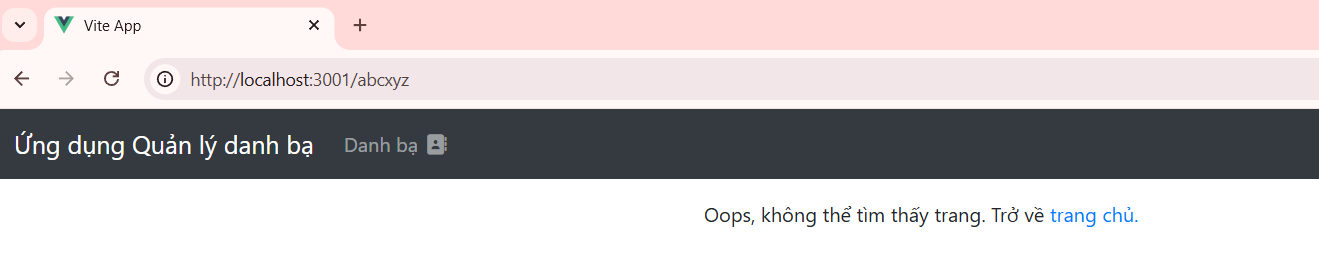 Vite App
http://localhost:3001/abcxyz
Ứng dụng Quản lý danh bạ Danh bạ
Oops, không thể tìm thấy trang. Trở về trang chủ.